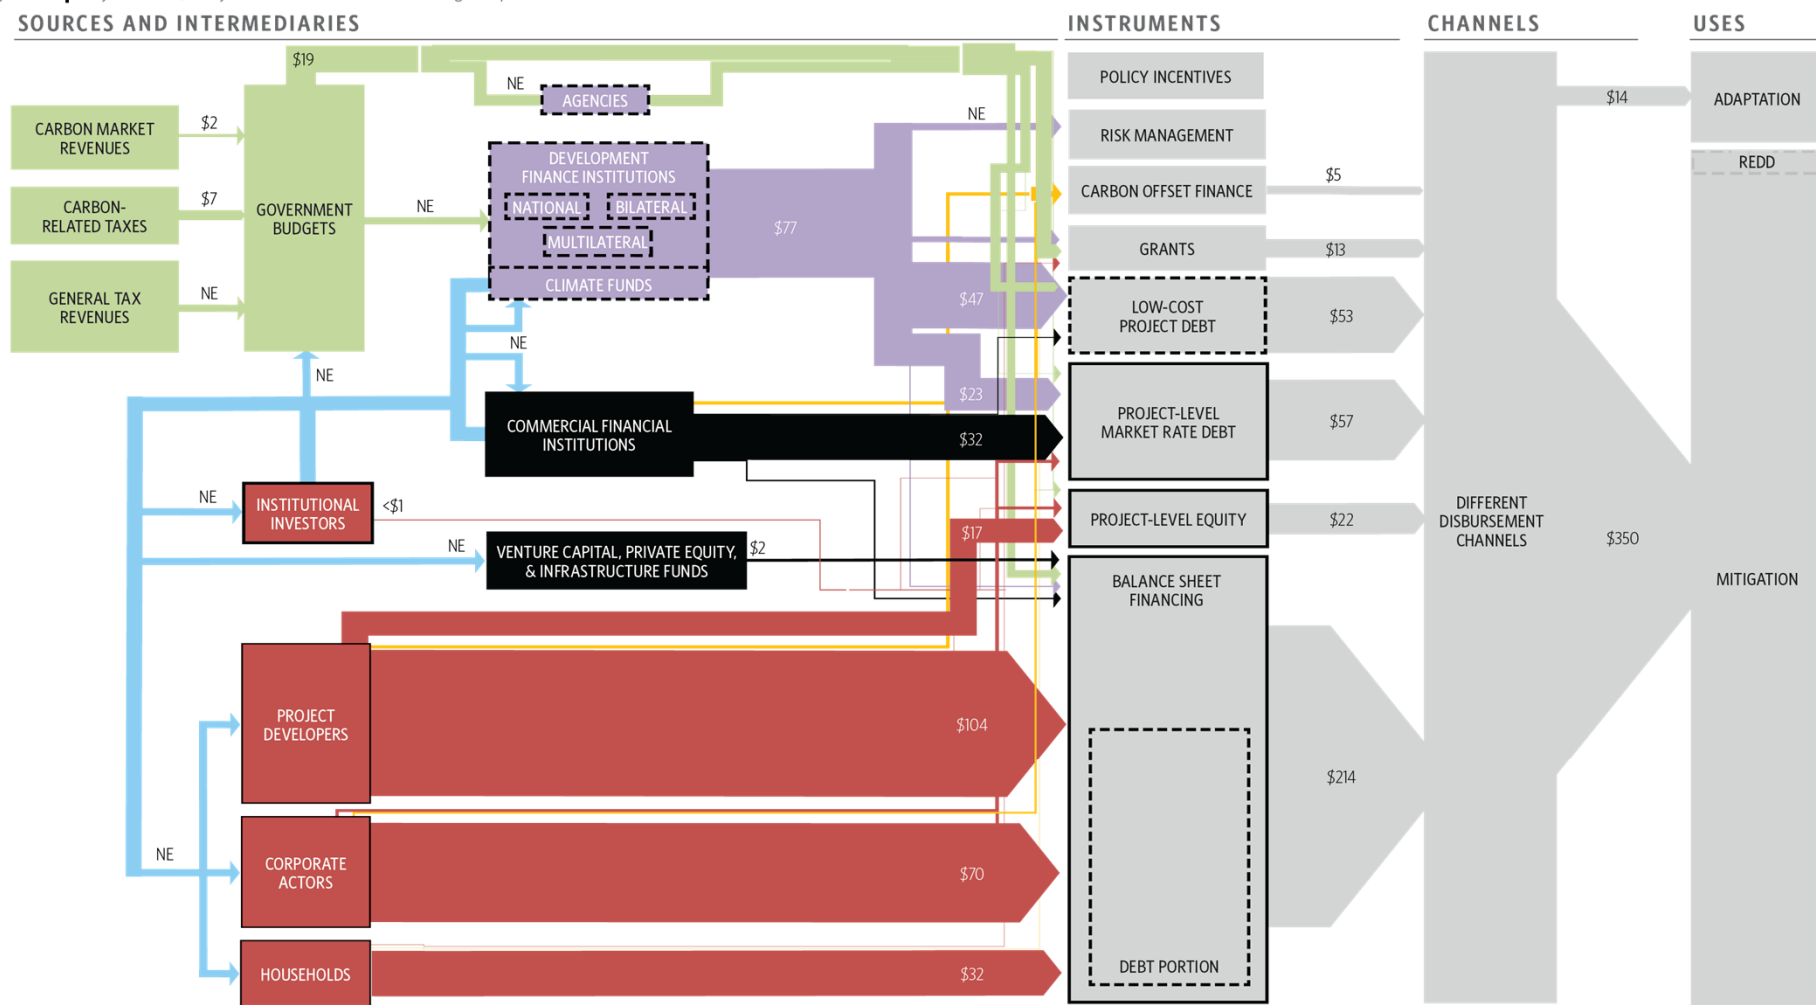 SOURCES AND INTERMEDIARIES
INSTRUMENTS
CHANNELS
USES
$19
NE
AGENCIES
CARBON MARKET
REVENUES
$2
CARBON-
RELATED TAXES
$7
GENERAL TAX
REVENUES
NE
GOVERNMENT
BUDGETS
NE
DEVELOPMENT
FINANCE INSTITUTIONS
NATIONAL
BILATERAL
MULTILATERAL
CLIMATE FUNDS
$77
NE
$47
$23
NE
NE
COMMERCIAL FINANCIAL
INSTITUTIONS
$32
NE
INSTITUTIONAL
INVESTORS
<$1
NE
VENTURE CAPITAL, PRIVATE EQUITY,
& INFRASTRUCTURE FUNDS
$2
$17
PROJECT
DEVELOPERS
$104
NE
CORPORATE
ACTORS
$70
HOUSEHOLDS
$32
POLICY INCENTIVES
RISK MANAGEMENT
CARBON OFFSET FINANCE
$5
GRANTS
$13
LOW-COST
PROJECT DEBT
$53
PROJECT-LEVEL
MARKET RATE DEBT
$57
PROJECT-LEVEL EQUITY
$22
BALANCE SHEET
FINANCING
$214
DEBT PORTION
DIFFERENT
DISBURSEMENT
CHANNELS
$14
$350
ADAPTATION
REDD
MITIGATION